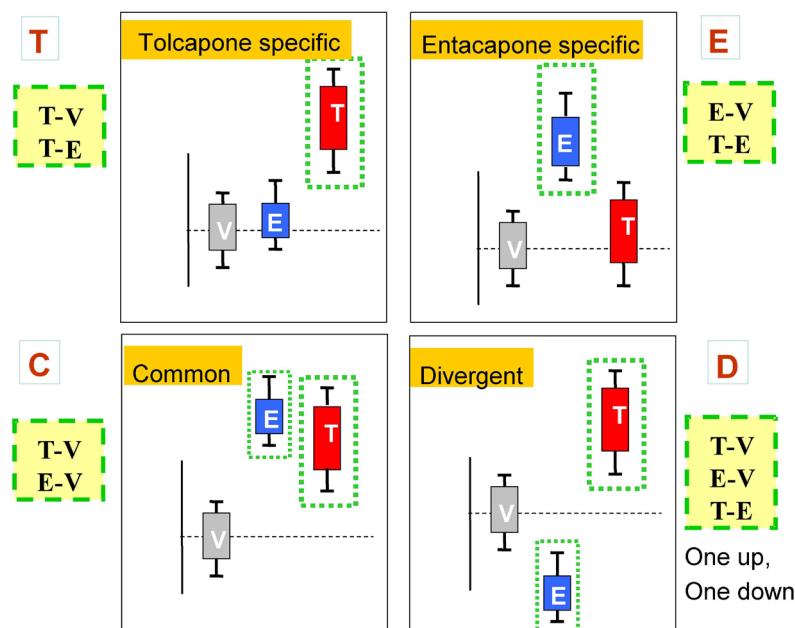 T
T-V
T-E
Tolcapone specific
V
E
T
Entacapone specific
V
E
T
E
E-V
T-E
C
T-V
E-V
Common
V
E
T
Divergent
V
E
T
D
T-V
E-V
T-E
One up,
One down